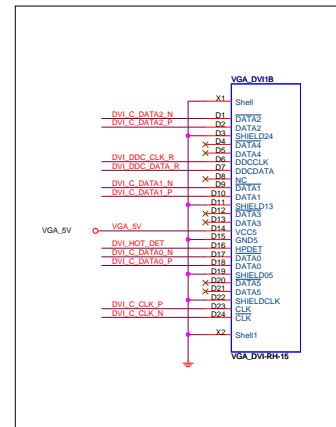 VGA_DVI1B
X1 Shell
DVI_C_DATA2_N D1 DATA2
DVI_C_DATA2_P D2 DATA2
D3 SHIELD24
D4 DATA4
D5 DATA4
DVI_DDC_CLK_R D6 DDCCLK
DVI_DDC_DATA_R D7 DDCDATA
D8 NC
DVI_C_DATA1_N D9 DATA1
DVI_C_DATA1_P D10 DATA1
D11 SHIELD13
D12 DATA3
D13 DATA3
VGA_5V VGA_5V D14 VCC5
D15 GND5
DVI_HOT_DET D16 HPDET
DVI_C_DATA0_N D17 DATA0
DVI_C_DATA0_P D18 DATA0
D19 SHIELD05
D20 DATA5
D21 DATA5
D22 SHIELDCLK
DVI_C_CLK_P D23 CLK
DVI_C_CLK_N D24 CLK
X2 Shell1
VGA_DVI-RH-15